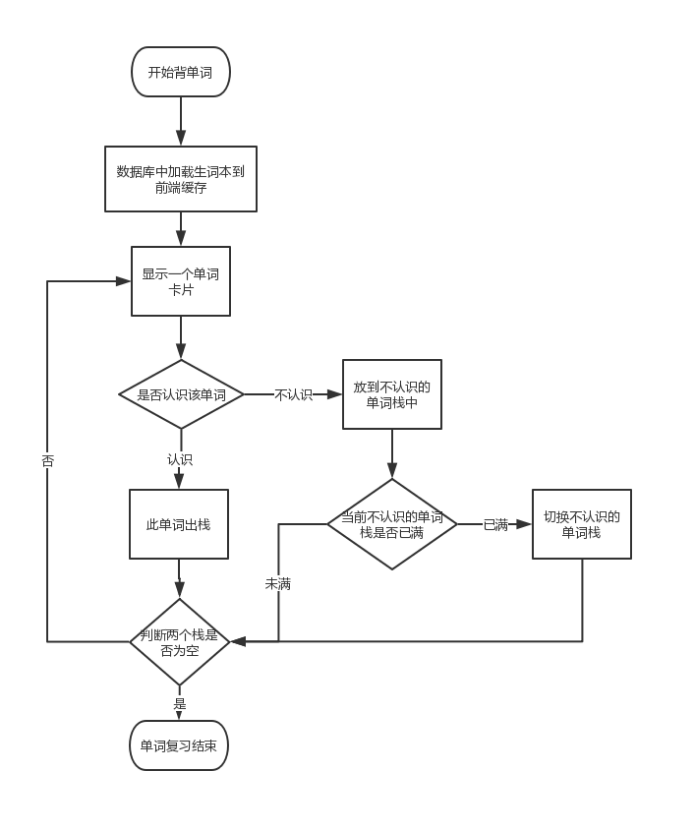 开始背单词
数据库中加载生词本到
前端缓存
显示一个单词
卡片
是否认识该单词
不认识
放到不认识的
单词栈中
认识
否
此单词出栈
当前不认识的单词
栈是否已满
已满
切换不认识的
单词栈
未满
判断两个栈是
否为空
是
单词复习结束